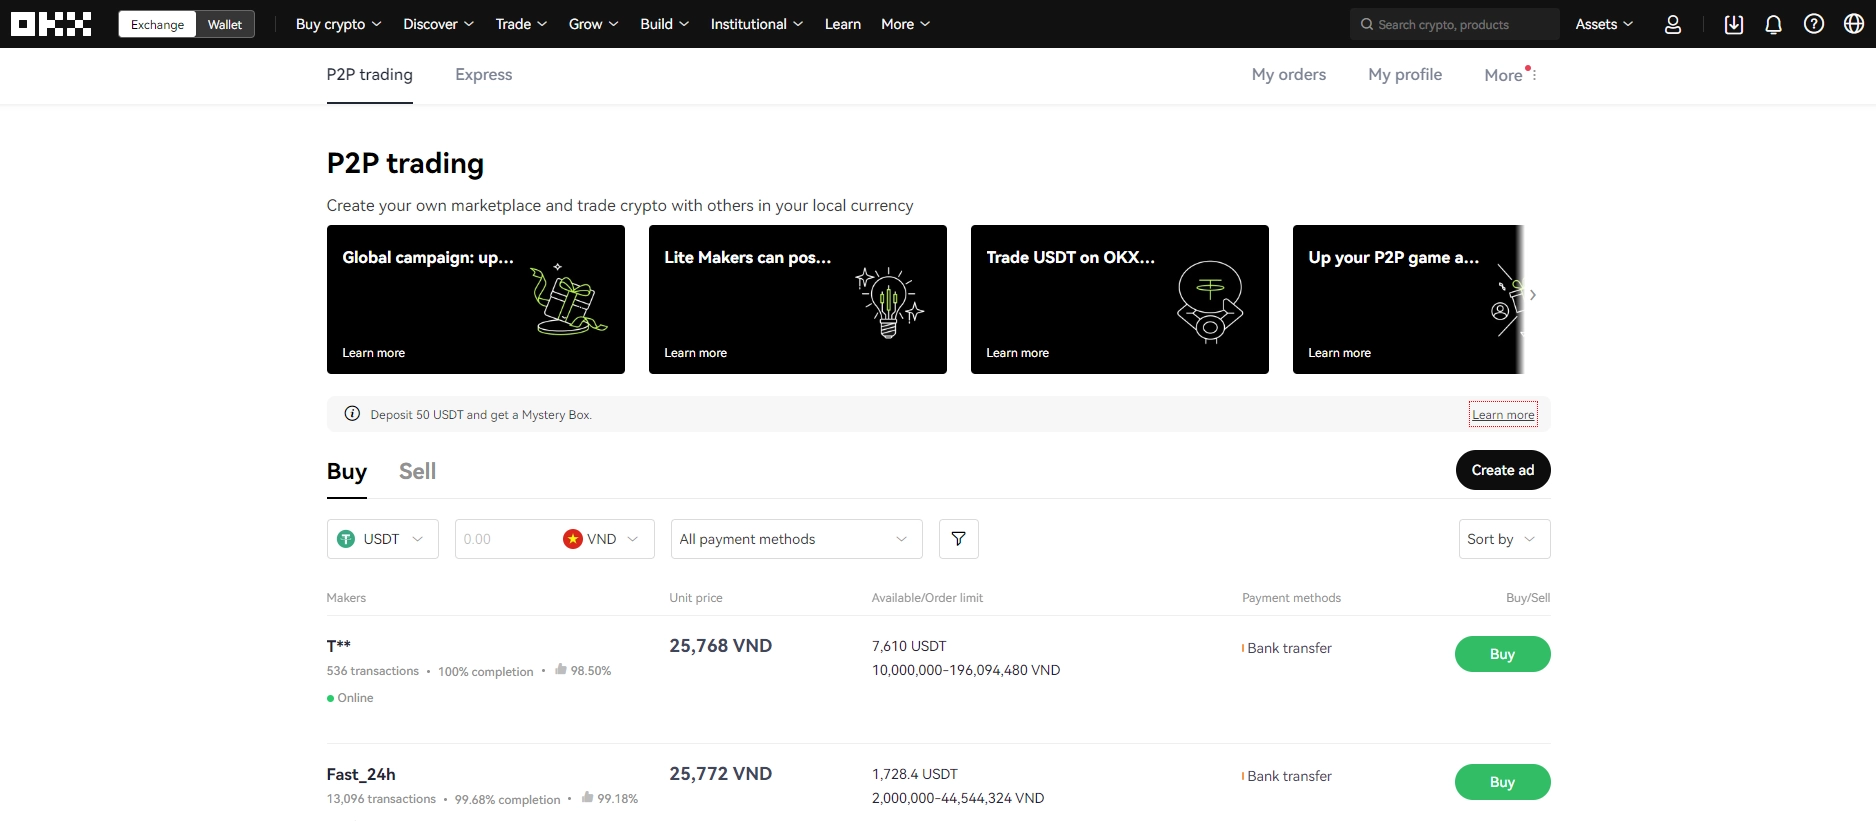 OKX Exchange Wallet Buy crypto Discover Trade Grow Build Institutional Learn More Search crypto, products Assets
P2P trading Express My orders My profile More
P2P trading
Create your own marketplace and trade crypto with others in your local currency
Global campaign: up... Lite Makers can pos... Trade USDT on OKX... Up your P2P game a...
Learn more Learn more Learn more Learn more
Deposit 50 USDT and get a Mystery Box. Learn more
Buy Sell Create ad
USDT 0.00 VND All payment methods Sort by
Makers Unit price Available/Order limit Payment methods Buy/Sell
T** 25,768 VND 7,610 USDT Bank transfer Buy
536 transactions • 100% completion • 98.50% 10,000,000-196,094,480 VND
Online
Fast_24h 25,772 VND 1,728.4 USDT Bank transfer Buy
13,096 transactions • 99.68% completion • 99.18% 2,000,000-44,544,324 VND